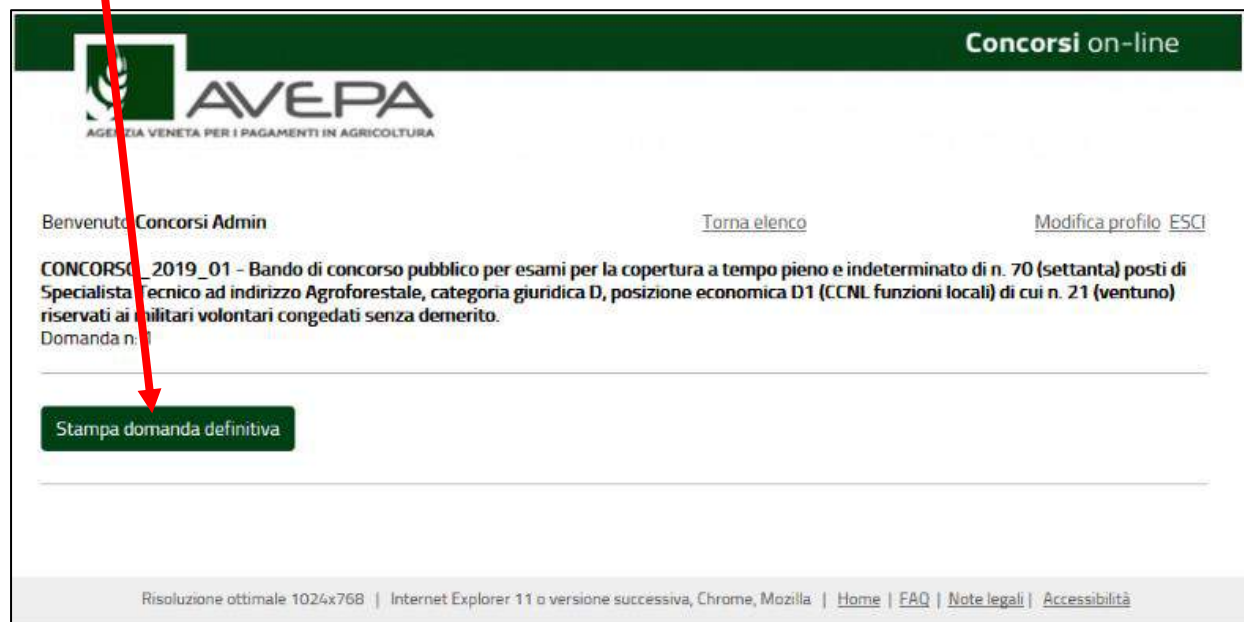 Concorsi on-line
AVEPA
AGENZIA VENETA PER I PAGAMENTI IN AGRICOLTURA
Benvenuto Concorsi Admin Torna elenco Modifica profilo ESCI
CONCORSO_2019_01 - Bando di concorso pubblico per esami per la copertura a tempo pieno e indeterminato di n. 70 (settanta) posti di
Specialista Tecnico ad indirizzo Agroforestale, categoria giuridica D, posizione economica D1 (CCNL funzioni locali) di cui n. 21 (ventuno)
riservati ai militari volontari congedati senza demerito.
Domanda n.
Stampa domanda definitiva
Risoluzione ottimale 1024x768 | Internet Explorer 11 o versione successiva, Chrome, Mozilla | Home | FAQ | Note legali | Accessibilità